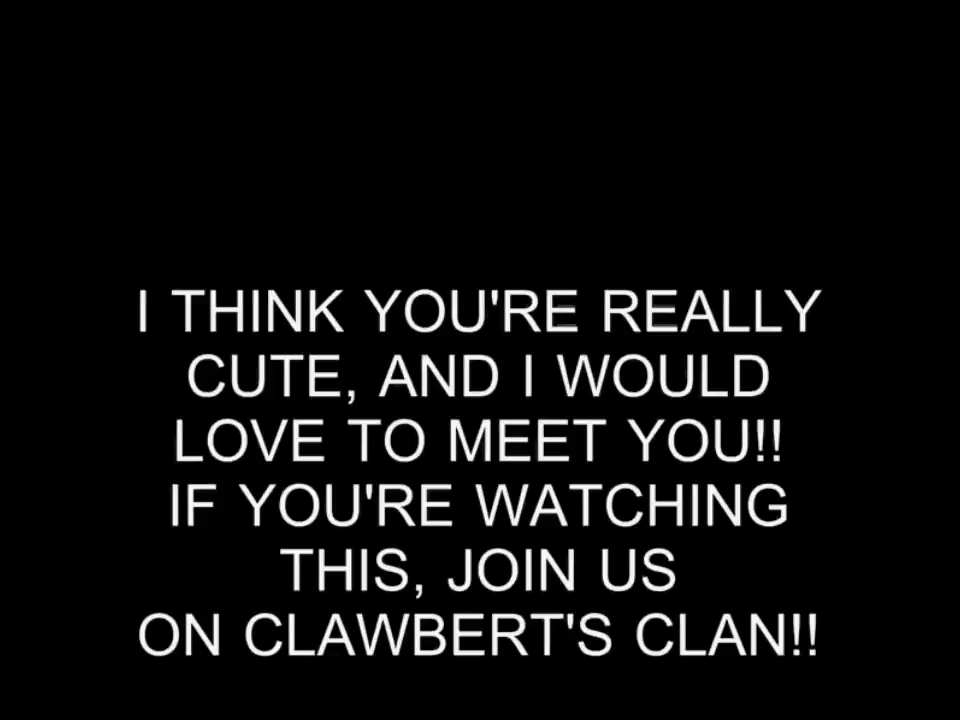 I THINK YOU'RE REALLY
CUTE, AND I WOULD
LOVE TO MEET YOU!!
IF YOU'RE WATCHING
THIS, JOIN US
ON CLAWBERT'S CLAN!!